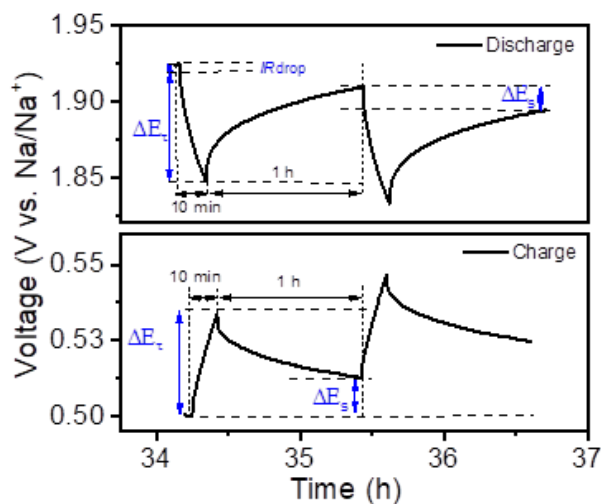 Voltage (V vs. Na/Na⁺)
1.95
1.90
1.85
Discharge
IRdrop
ΔEτ
ΔEs
1 h
10 min
0.55
0.53
0.50
Charge
10 min
1 h
ΔEτ
ΔEs
34
35
36
37
Time (h)